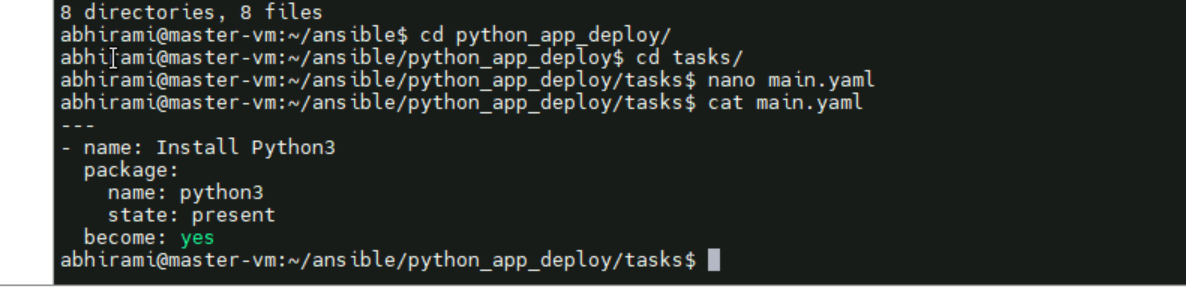 8 directories, 8 files
abhirami@master-vm:~/ansible$ cd python_app_deploy/
abhirami@master-vm:~/ansible/python_app_deploy$ cd tasks/
abhirami@master-vm:~/ansible/python_app_deploy/tasks$ nano main.yaml
abhirami@master-vm:~/ansible/python_app_deploy/tasks$ cat main.yaml
---
- name: Install Python3
  package:
    name: python3
    state: present
  become: yes
abhirami@master-vm:~/ansible/python_app_deploy/tasks$